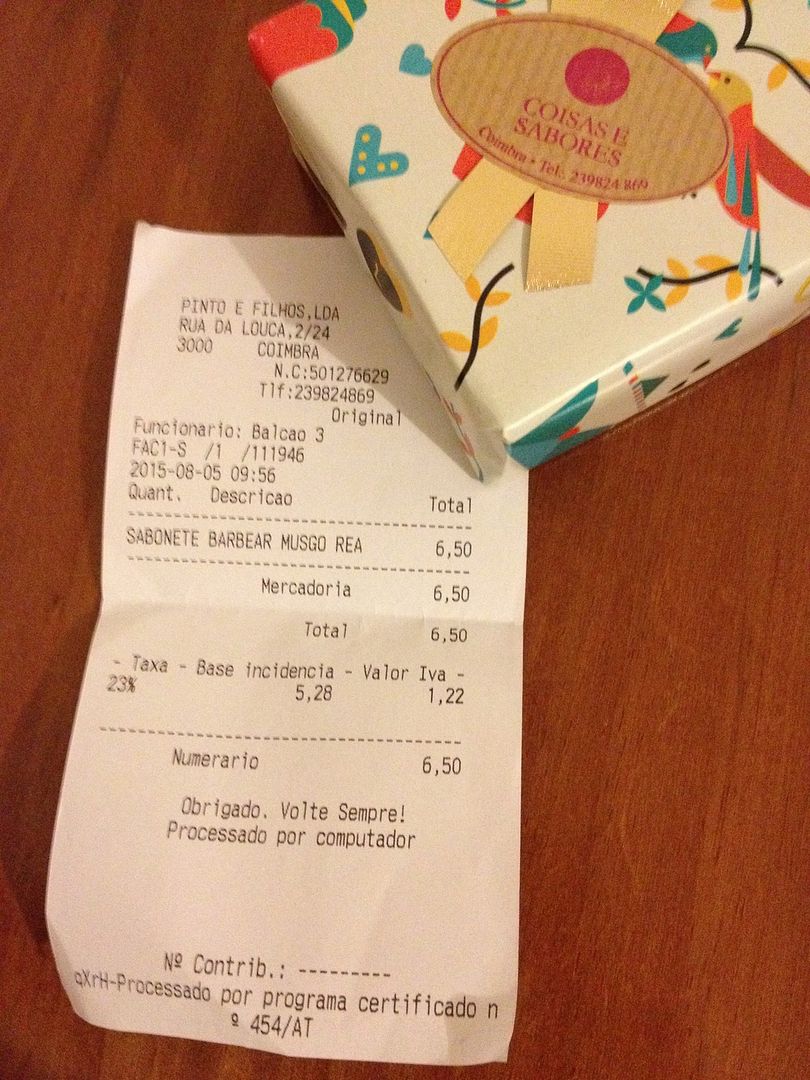 COISAS E
SABORES
Coimbra • Tel: 239824 869
PINTO E FILHOS,LDA
RUA DA LOUCA,2/24
3000 COIMBRA
N.C:501276629
Tlf:239824869
Original
Funcionario: Balcao 3
FAC1-S /1 /111946
2015-08-05 09:56
Quant. Descricao Total
SABONETE BARBEAR MUSGO REA 6,50
Mercadoria 6,50
Total 6,50
- Taxa - Base incidencia - Valor Iva -
23% 5,28 1,22
Numerario 6,50
Obrigado. Volte Sempre!
Processado por computador
Nº Contrib.: ---------
qXrH-Processado por programa certificado n
º 454/AT